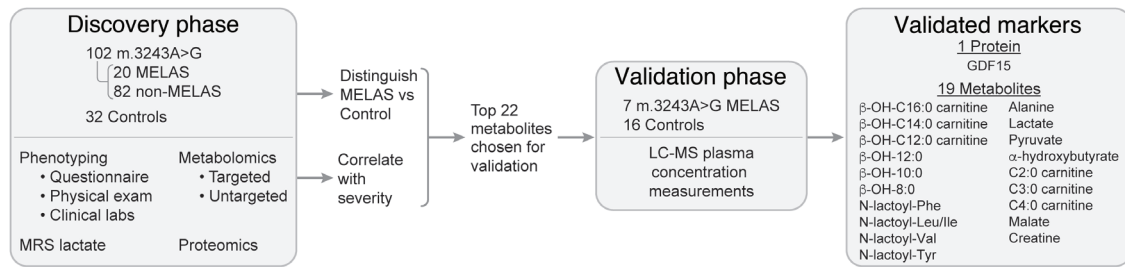 Discovery phase
102 m.3243A>G
20 MELAS
82 non-MELAS
32 Controls
Phenotyping
• Questionnaire
• Physical exam
• Clinical labs
MRS lactate
Metabolomics
• Targeted
• Untargeted
Proteomics
Distinguish
MELAS vs
Control
Correlate
with
severity
Top 22
metabolites
chosen for
validation
Validation phase
7 m.3243A>G MELAS
16 Controls
LC-MS plasma
concentration
measurements
Validated markers
1 Protein
GDF15
19 Metabolites
β-OH-C16:0 carnitine
β-OH-C14:0 carnitine
β-OH-C12:0 carnitine
β-OH-12:0
β-OH-10:0
β-OH-8:0
N-lactoyl-Phe
N-lactoyl-Leu/Ile
N-lactoyl-Val
N-lactoyl-Tyr
Alanine
Lactate
Pyruvate
α-hydroxybutyrate
C2:0 carnitine
C3:0 carnitine
C4:0 carnitine
Malate
Creatine